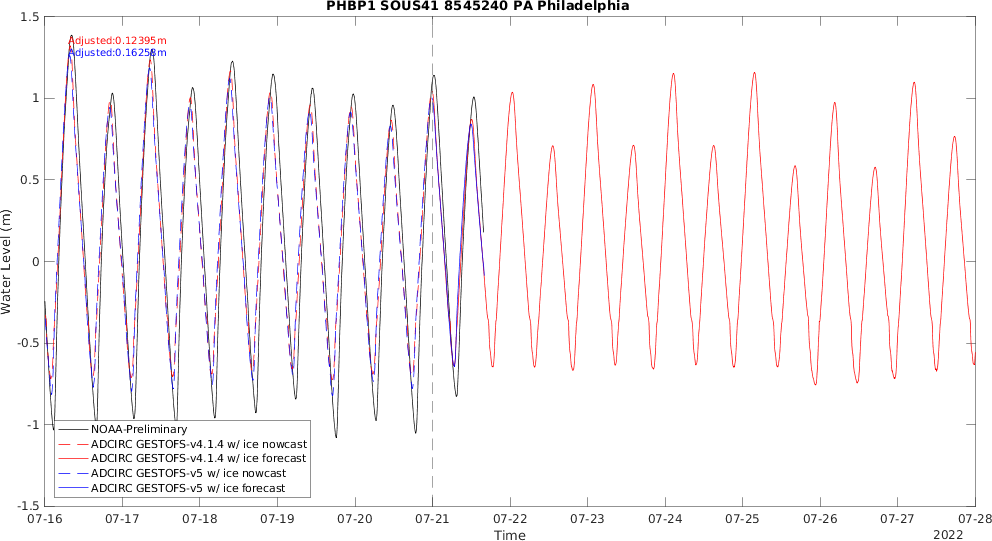 PHBP1 SOUS41 8545240 PA Philadelphia
Adjusted:0.12395m
Adjusted:0.16253m
1.5
1
0.5
0
-0.5
-1
-1.5
Water Level (m)
NOAA-Preliminary
ADCIRC GESTOFS-v4.1.4 w/ ice nowcast
ADCIRC GESTOFS-v4.1.4 w/ ice forecast
ADCIRC GESTOFS-v5 w/ ice nowcast
ADCIRC GESTOFS-v5 w/ ice forecast
07-16 07-17 07-18 07-19 07-20 07-21 07-22 07-23 07-24 07-25 07-26 07-27 07-28
Time
2022